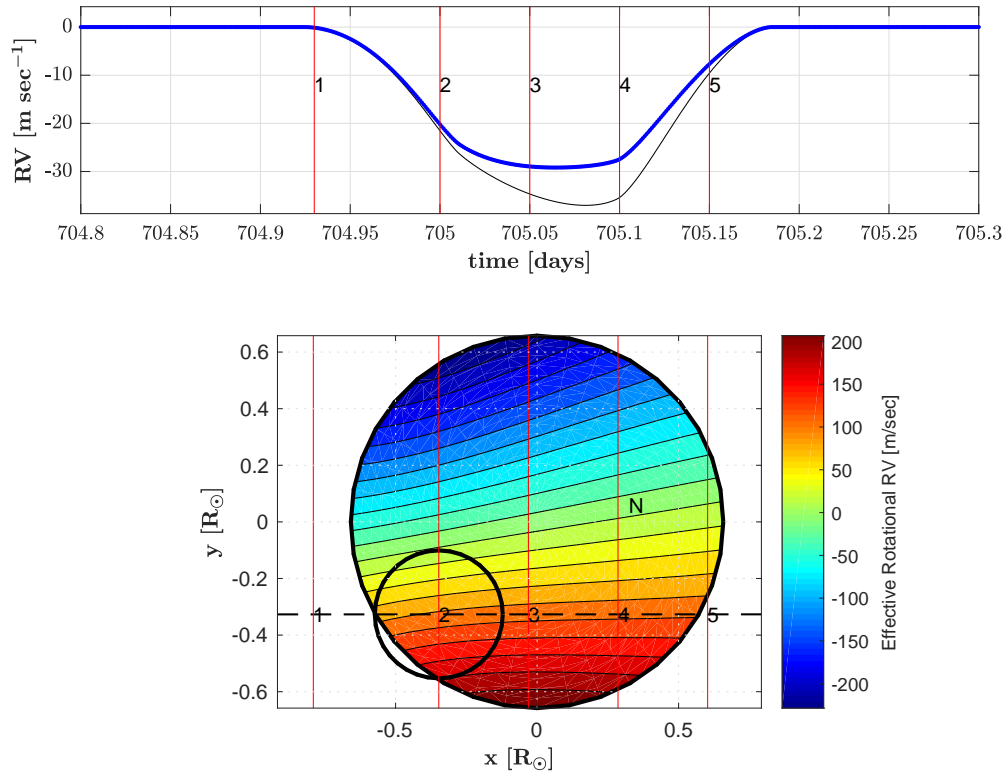 0
-10
-20
-30
RV [m sec⁻¹]
1 2 3 4 5
704.8 704.85 704.9 704.95 705 705.05 705.1 705.15 705.2 705.25 705.3
time [days]
0.6
0.4
0.2
0
-0.2
-0.4
-0.6
y [R☉]
N
1 2 3 4 5
-0.5 0 0.5
x [R☉]
200
150
100
50
0
-50
-100
-150
-200
Effective Rotational RV [m/sec]